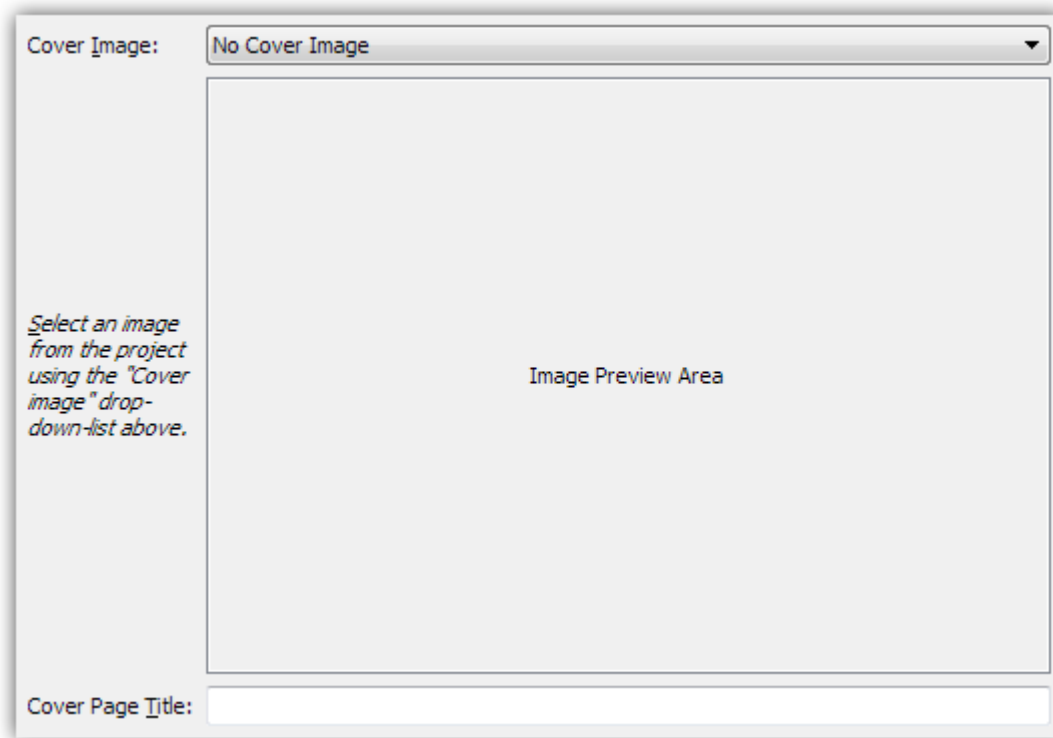 Cover Image:
No Cover Image
Select an image
from the project
using the "Cover
image" drop-
down-list above.
Image Preview Area
Cover Page Title: